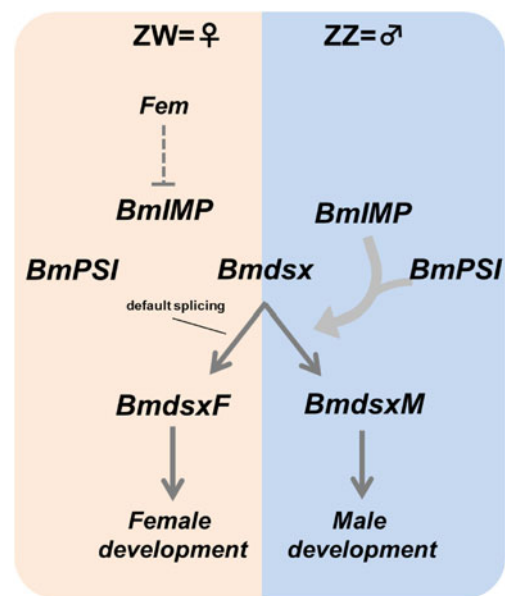 ZW=♀
ZZ=♂
Fem
BmIMP
BmIMP
BmPSI
Bmdsx
BmPSI
default splicing
BmdsxF
BmdsxM
Female
development
Male
development